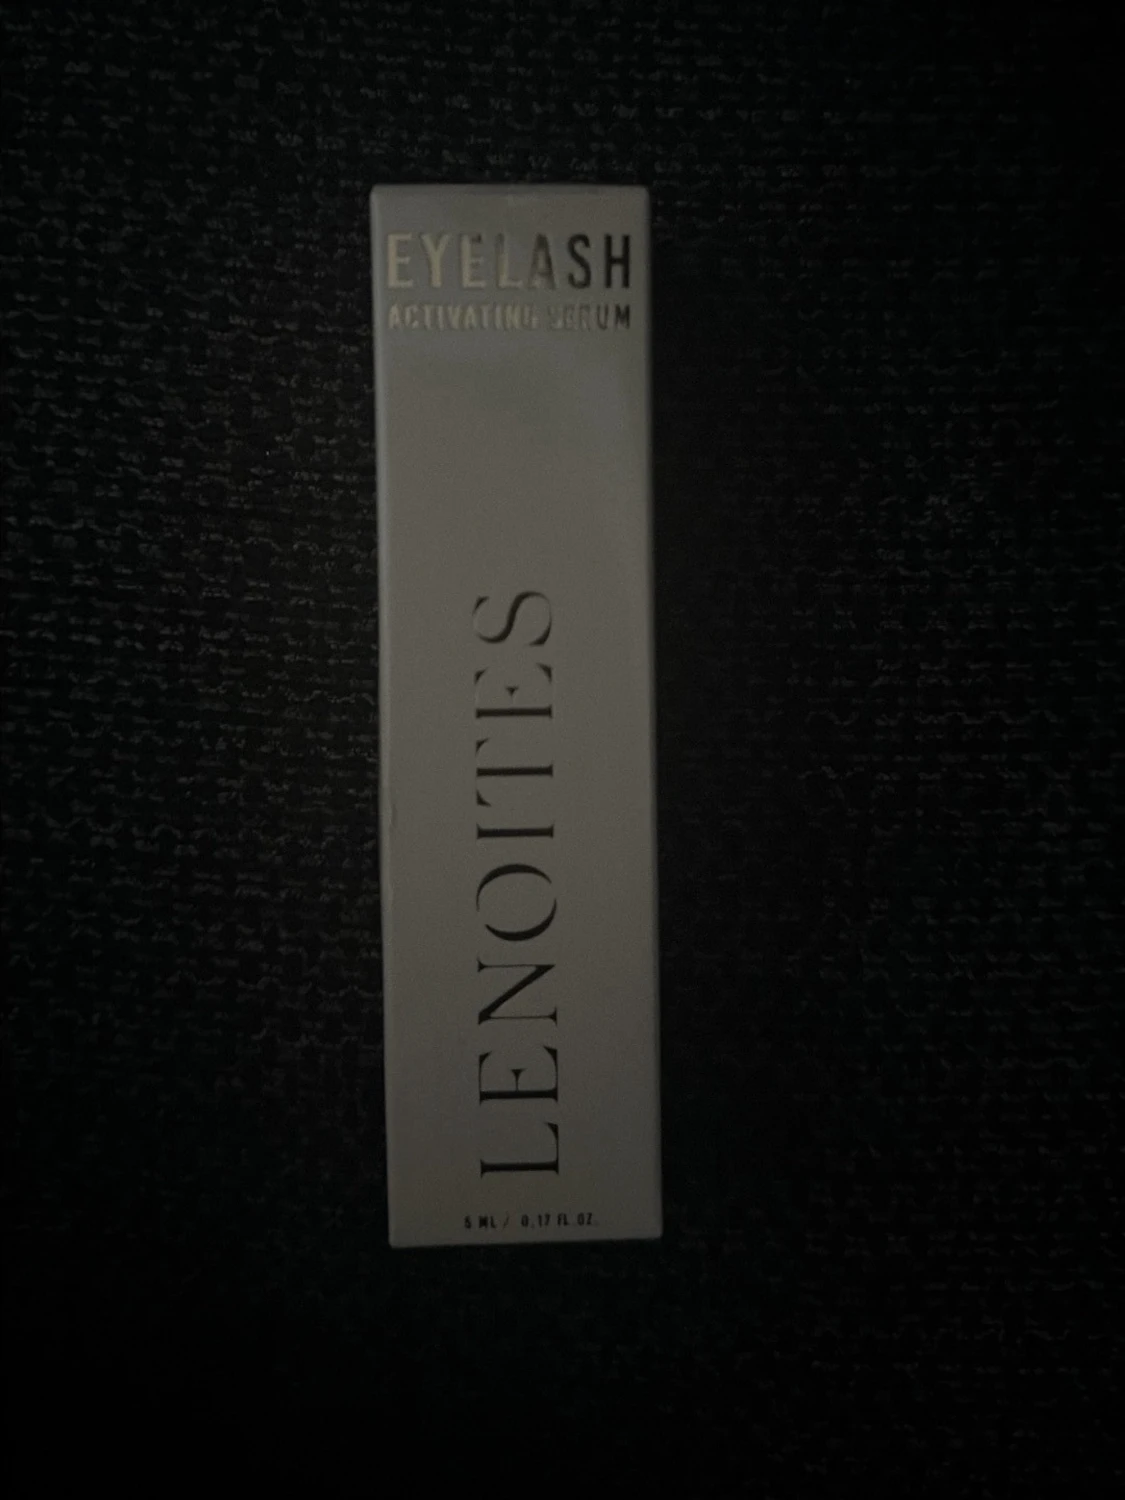 EYELASH
ACTIVATING SERUM
LENOITES
5 ML / 0,17 FL.OZ.